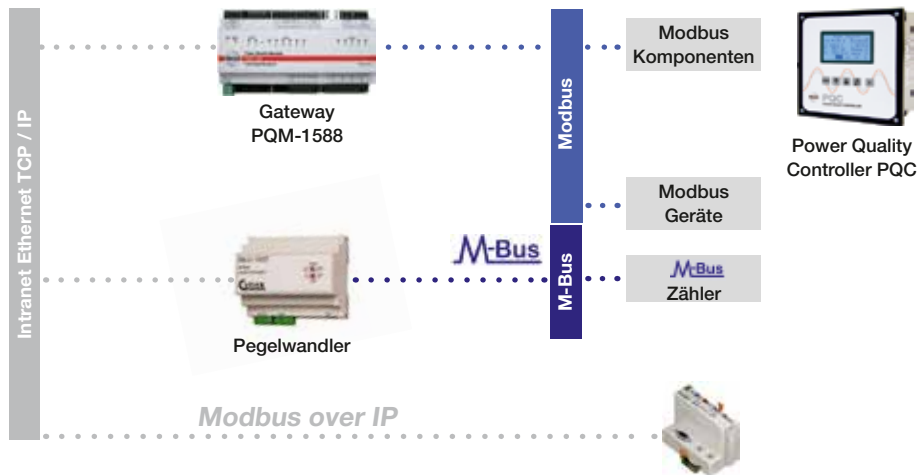 Intranet Ethernet TCP / IP
Gateway
PQM-1588
Modbus
Modbus
Komponenten
PQC
Power Quality
Controller PQC
Modbus
Geräte
M-Bus
M-Bus
M-Bus
Zähler
Pegelwandler
Modbus over IP